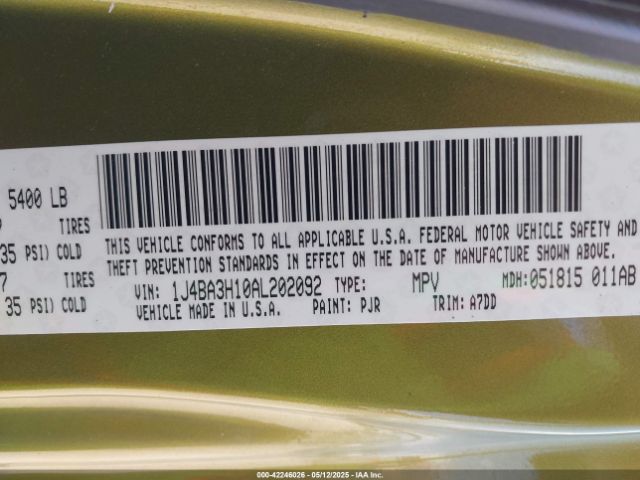 5400 LB
TIRES
35 PSI) COLD
7 TIRES
35 PSI) COLD
THIS VEHICLE CONFORMS TO ALL APPLICABLE U.S.A. FEDERAL MOTOR VEHICLE SAFETY AND
THEFT PREVENTION STANDARDS IN EFFECT ON THE DATE OF MANUFACTURE SHOWN ABOVE.
VIN: 1J4BA3H10AL202092 TYPE: MPV MDH:051815 011AB
VEHICLE MADE IN U.S.A. PAINT: PJR TRIM: A7DD
000-42246026 - 05/12/2025 - IAA Inc.